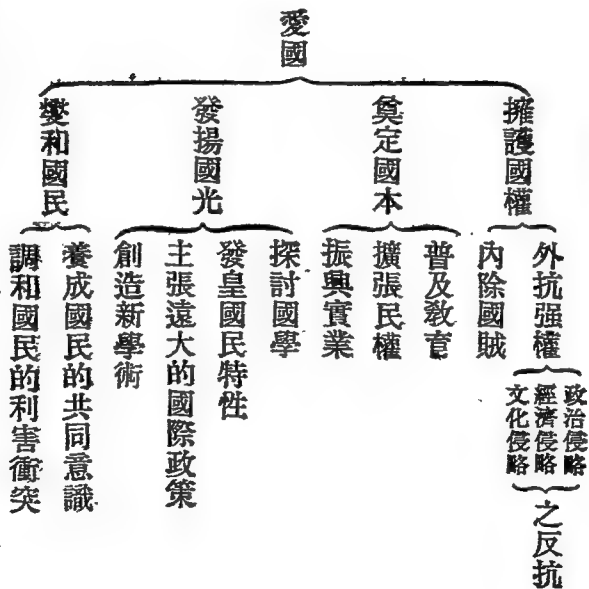 愛國
擁護國權
外抗强權
政治侵略
經濟侵略
文化侵略
之反抗
內除國賊
奠定國本
普及教育
擴張民權
振興實業
發揚國光
探討國學
發皇國民特性
主張遠大的國際政策
創造新學術
燮和國民
養成國民的共同意識
調和國民的利害衝突